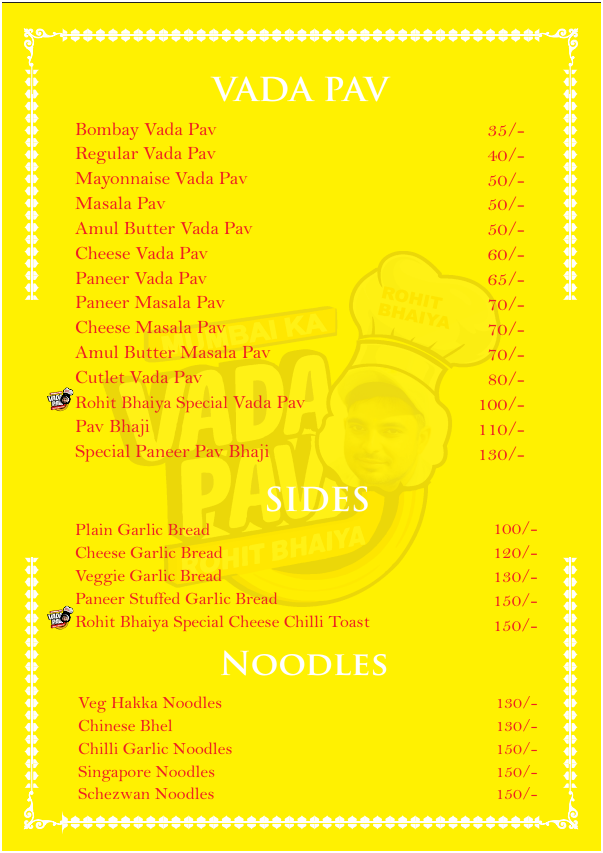 VADA PAV
Bombay Vada Pav 35/-
Regular Vada Pav 40/-
Mayonnaise Vada Pav 50/-
Masala Pav 50/-
Amul Butter Vada Pav 50/-
Cheese Vada Pav 60/-
Paneer Vada Pav 65/-
Paneer Masala Pav 70/-
Cheese Masala Pav 70/-
Amul Butter Masala Pav 70/-
Cutlet Vada Pav 80/-
Rohit Bhaiya Special Vada Pav 100/-
Pav Bhaji 110/-
Special Paneer Pav Bhaji 130/-
ROHIT
BHAIYA
MUMBAI KA
VADA
PAV
ROHIT BHAIYA
SIDES
Plain Garlic Bread 100/-
Cheese Garlic Bread 120/-
Veggie Garlic Bread 130/-
Paneer Stuffed Garlic Bread 150/-
VADA
PAV
Rohit Bhaiya Special Cheese Chilli Toast 150/-
NOODLES
Veg Hakka Noodles 130/-
Chinese Bhel 130/-
Chilli Garlic Noodles 150/-
Singapore Noodles 150/-
Schezwan Noodles 150/-